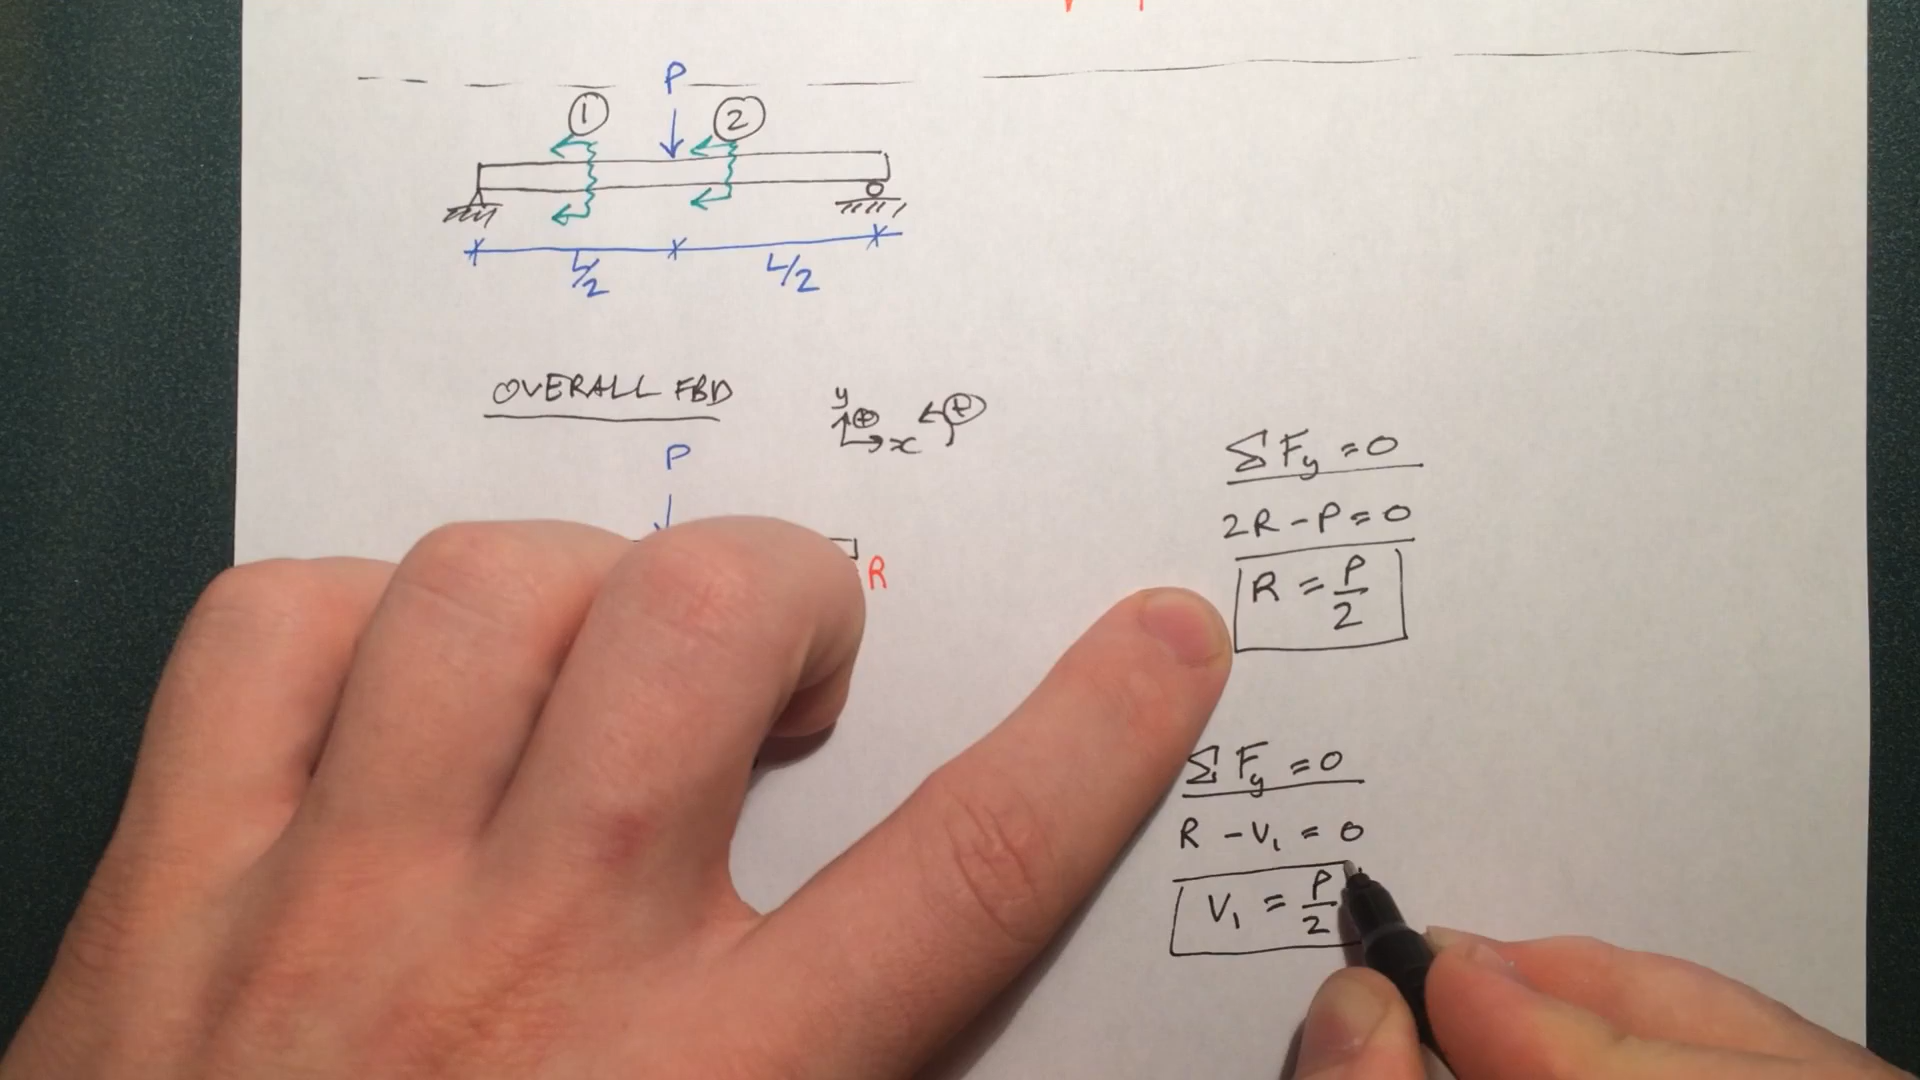 P
1 2
L/2 L/2
OVERALL FBD
y + x +
P
R
ΣFy = 0
2R - P = 0
R = P/2
ΣFy = 0
R - V₁ = 0
V₁ = P/2